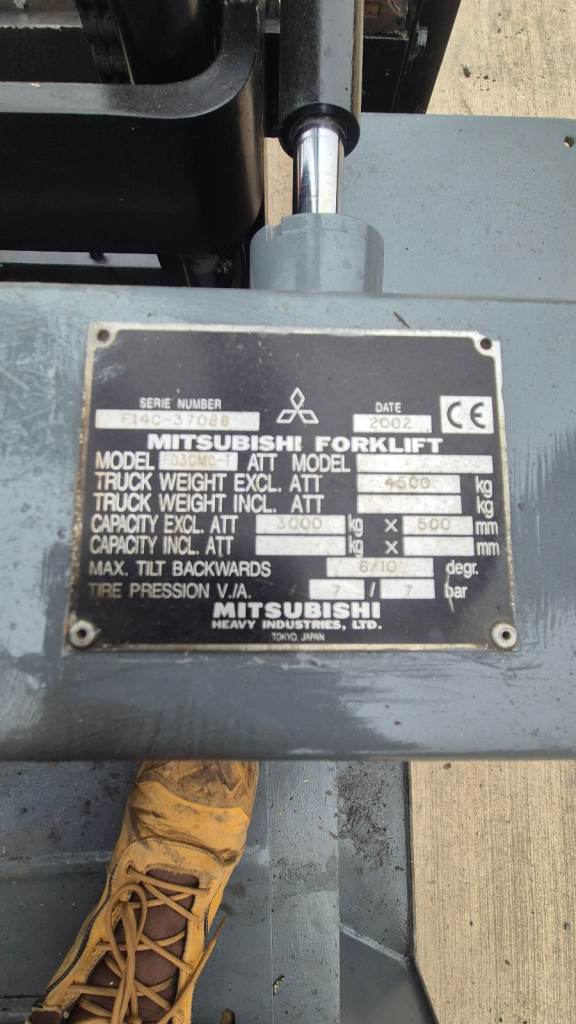 SERIE NUMBER DATE CE
F14C-37088 2002
MITSUBISHI FORKLIFT
MODEL ATT MODEL
TRUCK WEIGHT EXCL. ATT 4500 kg
TRUCK WEIGHT INCL. ATT kg
CAPACITY EXCL. ATT 3000 kg X 500 mm
CAPACITY INCL. ATT kg X mm
MAX. TILT BACKWARDS 6/10 degr.
TIRE PRESSION V./A. 7 / 7 bar
MITSUBISHI
HEAVY INDUSTRIES, LTD.
TOKYO, JAPAN